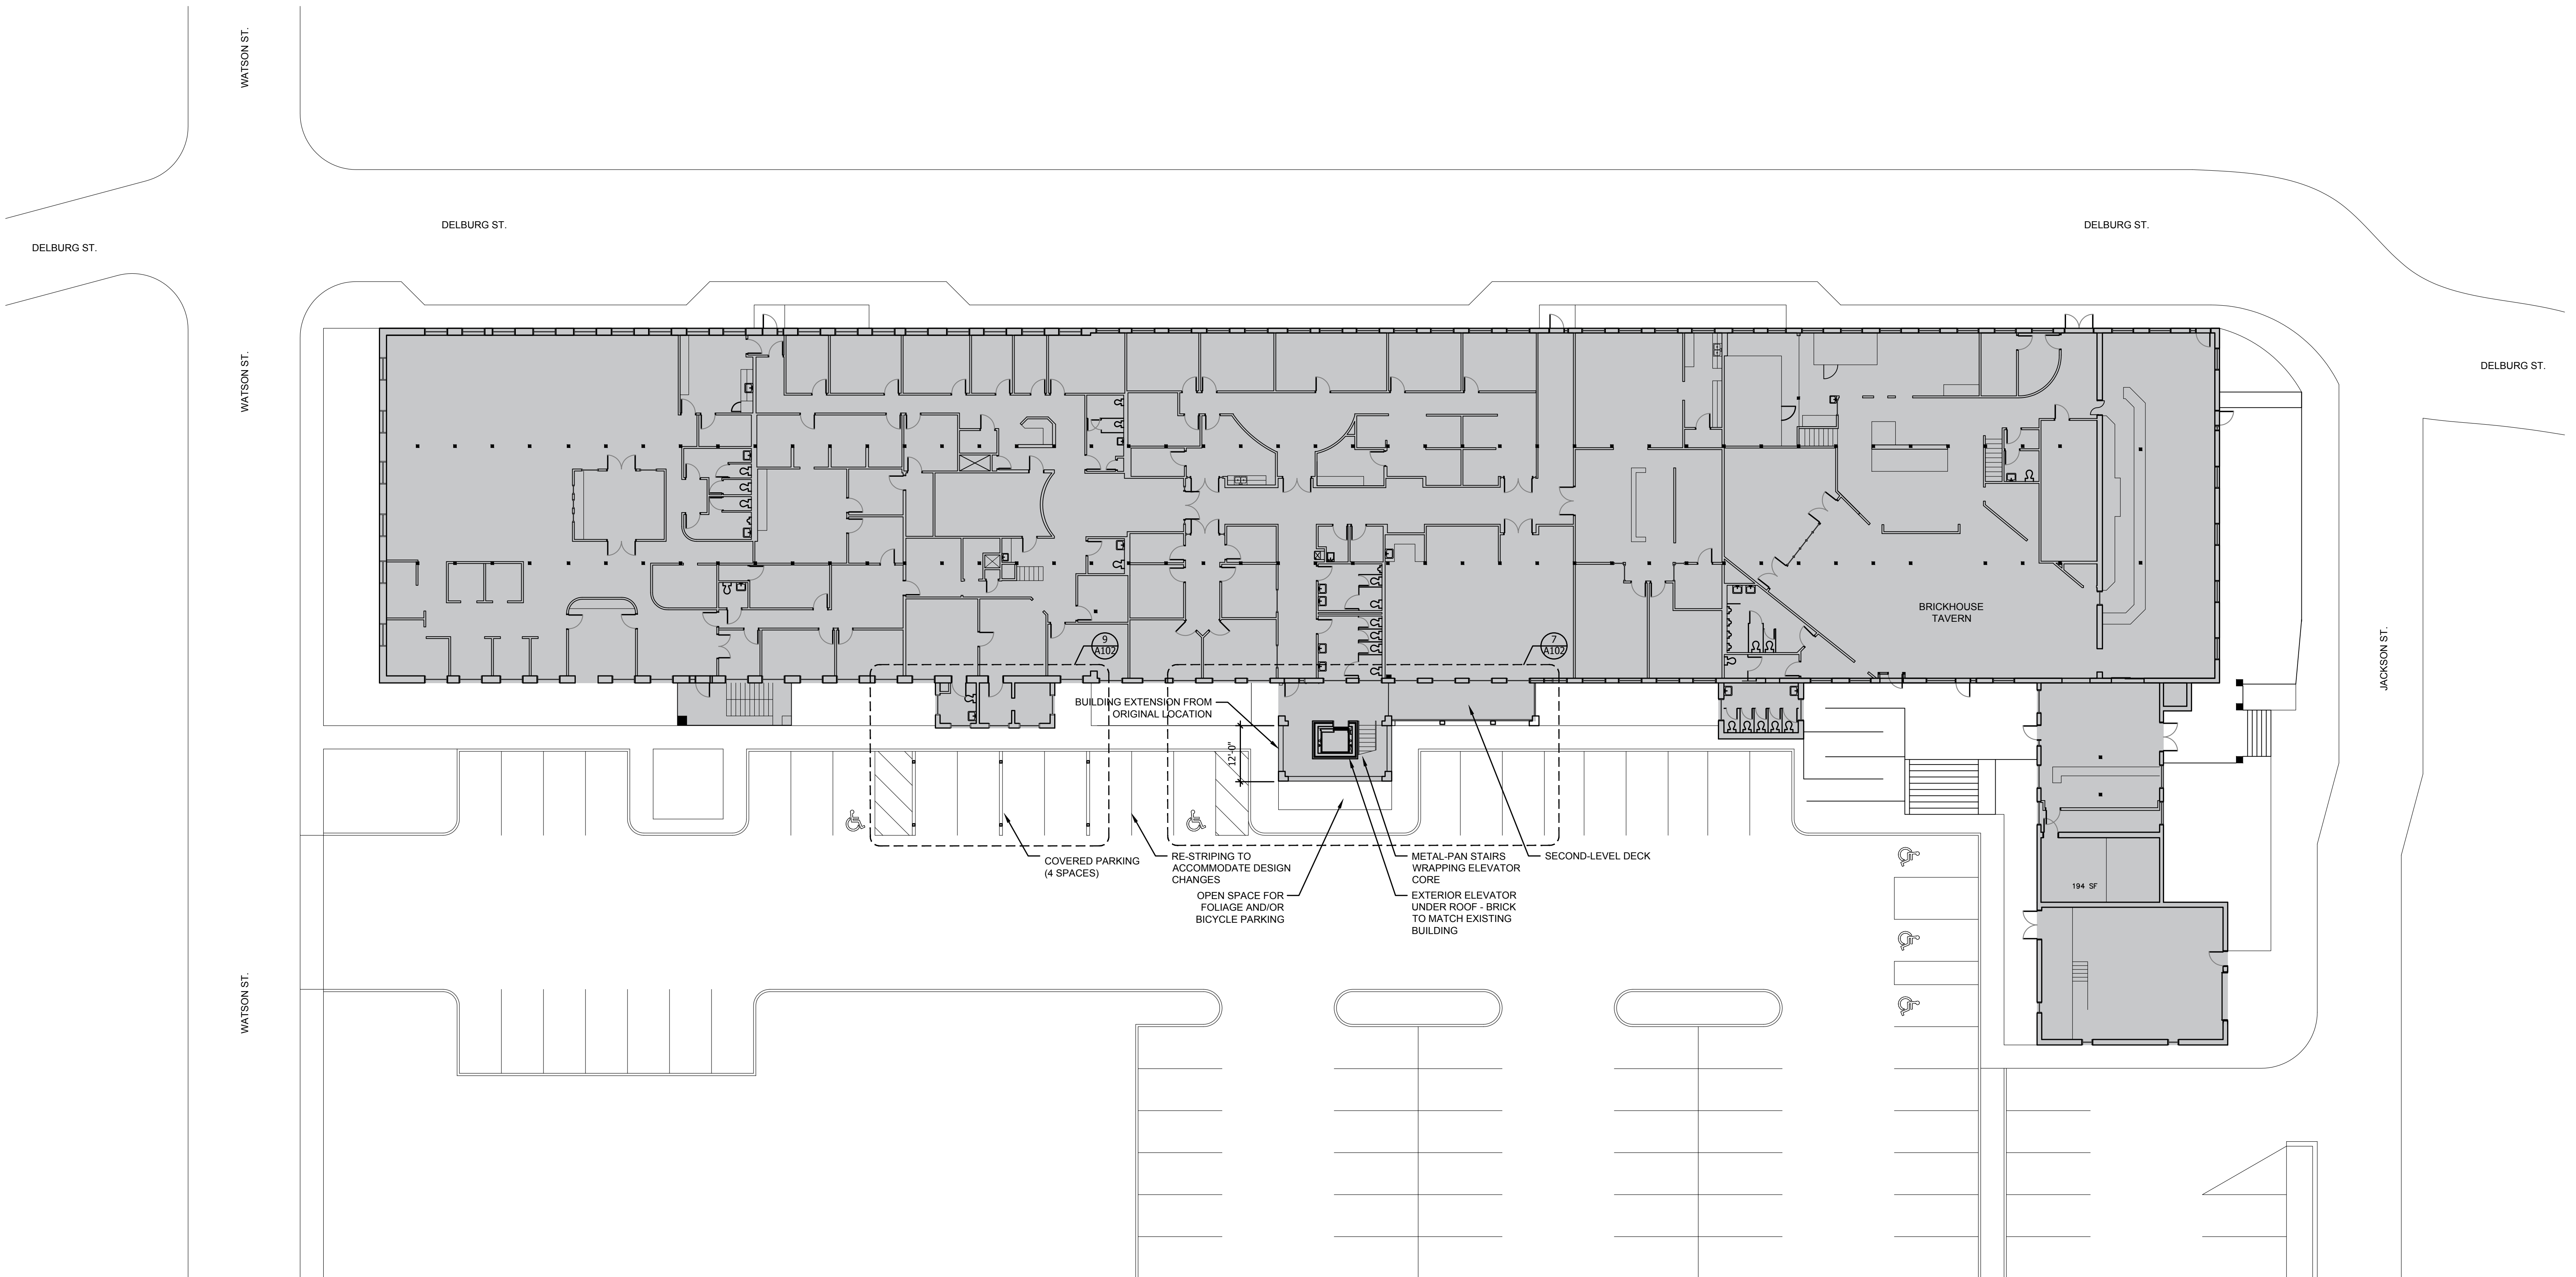 WATSON ST.
DELBURG ST.
DELBURG ST.
DELBURG ST.
WATSON ST.
DELBURG ST.
BRICKHOUSE
TAVERN
JACKSON ST.
9
A102
7
A102
BUILDING EXTENSION FROM
ORIGINAL LOCATION
12'-0"
COVERED PARKING
(4 SPACES)
RE-STRIPING TO
ACCOMMODATE DESIGN
CHANGES
OPEN SPACE FOR
FOLIAGE AND/OR
BICYCLE PARKING
METAL-PAN STAIRS
WRAPPING ELEVATOR
CORE
EXTERIOR ELEVATOR
UNDER ROOF - BRICK
TO MATCH EXISTING
BUILDING
SECOND-LEVEL DECK
194 SF
WATSON ST.